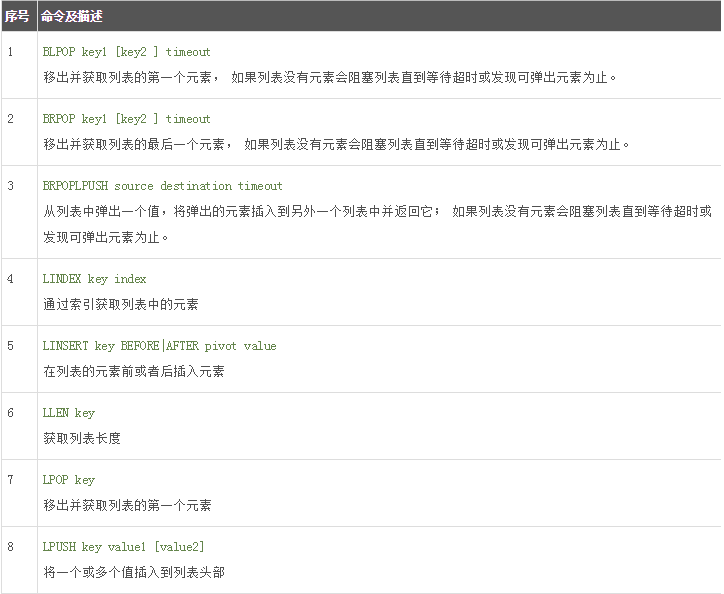 序号 命令及描述
1 BLPOP key1 [key2 ] timeout
移出并获取列表的第一个元素， 如果列表没有元素会阻塞列表直到等待超时或发现可弹出元素为止。
2 BRPOP key1 [key2 ] timeout
移出并获取列表的最后一个元素， 如果列表没有元素会阻塞列表直到等待超时或发现可弹出元素为止。
3 BRPOPLPUSH source destination timeout
从列表中弹出一个值，将弹出的元素插入到另外一个列表中并返回它； 如果列表没有元素会阻塞列表直到等待超时或
发现可弹出元素为止。
4 LINDEX key index
通过索引获取列表中的元素
5 LINSERT key BEFORE|AFTER pivot value
在列表的元素前或者后插入元素
6 LLEN key
获取列表长度
7 LPOP key
移出并获取列表的第一个元素
8 LPUSH key value1 [value2]
将一个或多个值插入到列表头部